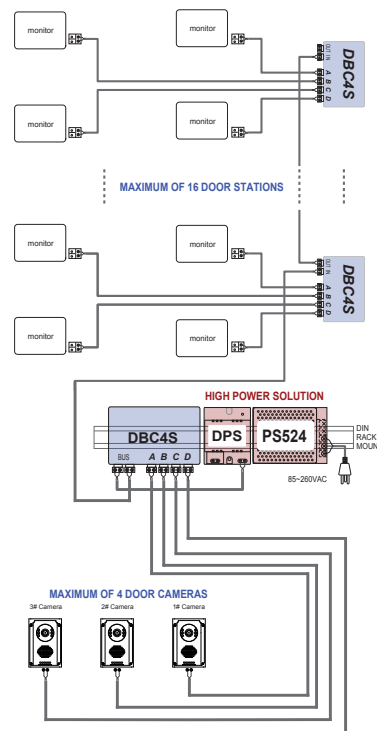 monitor
monitor
OUT IN
A
B
C
D
DBC4S
monitor
monitor
MAXIMUM OF 16 DOOR STATIONS
monitor
monitor
OUT IN
A
B
C
D
DBC4S
monitor
monitor
HIGH POWER SOLUTION
DBC4S
DPS
PS524
DIN
RACK
MOUN
BUS
A B C D
85~260VAC
MAXIMUM OF 4 DOOR CAMERAS
3# Camera
2# Camera
1# Camera